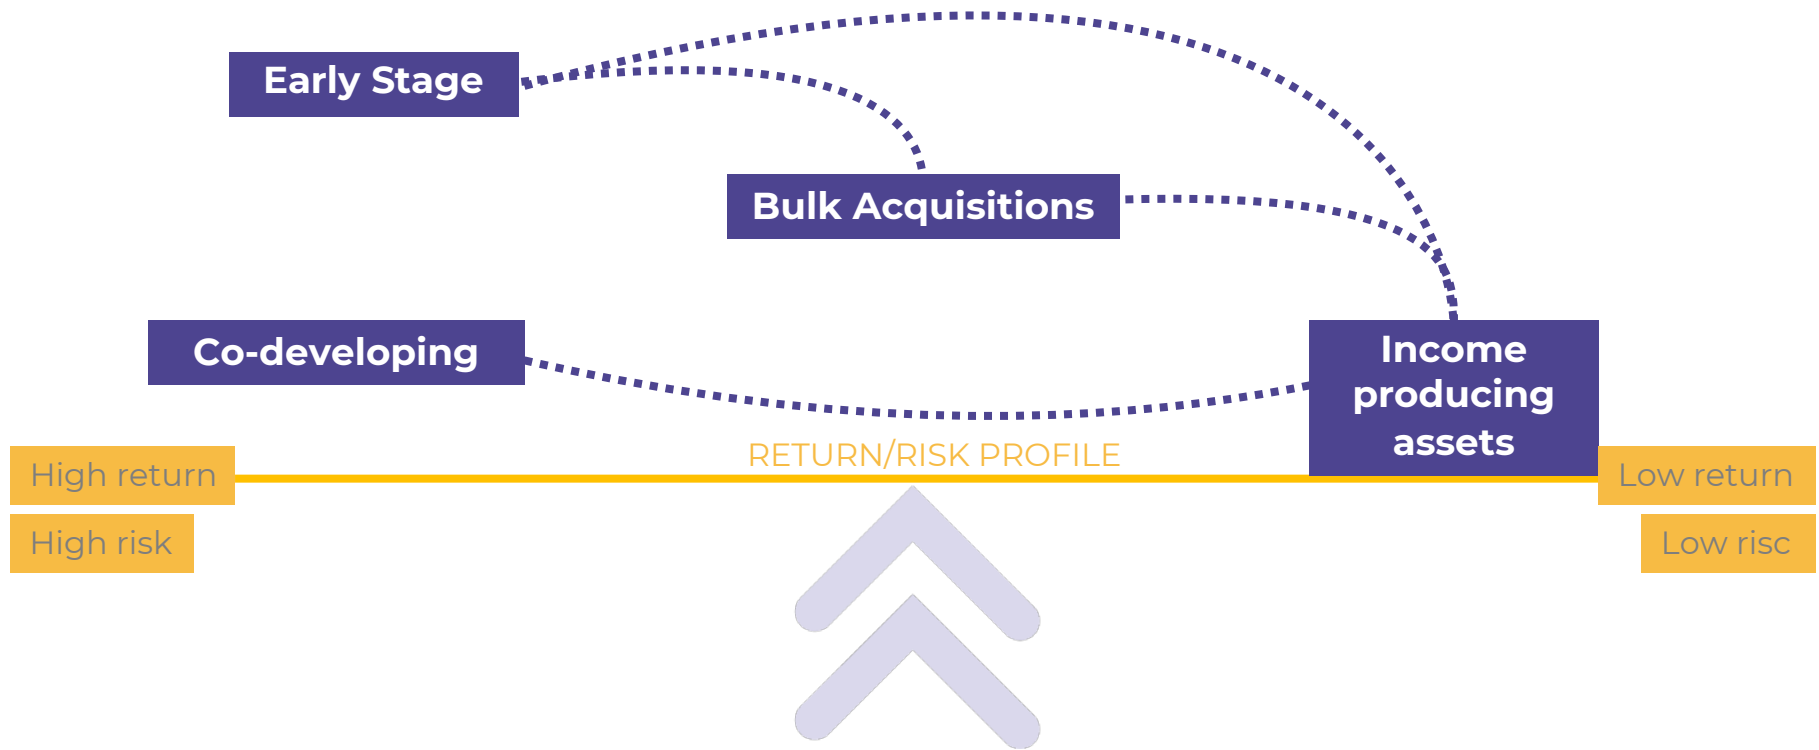 Early Stage
Bulk Acquisitions
Co-developing
Income
producing
assets
RETURN/RISK PROFILE
High return
Low return
High risk
Low risc